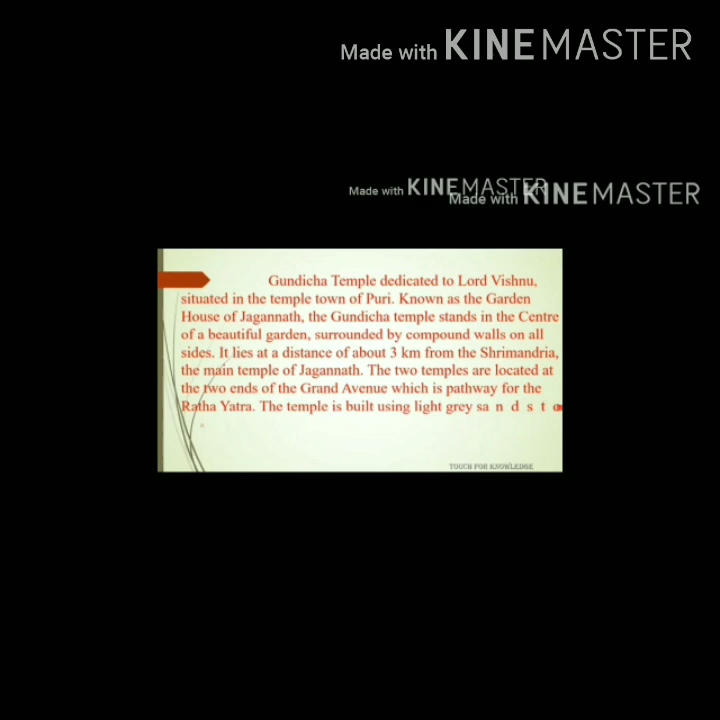 Made with KINEMASTER
Made with KINEMASTER
Made with KINEMASTER
Gundicha Temple dedicated to Lord Vishnu,
situated in the temple town of Puri. Known as the Garden
House of Jagannath, the Gundicha temple stands in the Centre
of a beautiful garden, surrounded by compound walls on all
sides. It lies at a distance of about 3 km from the Shrimandria,
the main temple of Jagannath. The two temples are located at
the two ends of the Grand Avenue which is pathway for the
Ratha Yatra. The temple is built using light grey sa n d s t
TOUCH FOR KNOWLEDGE